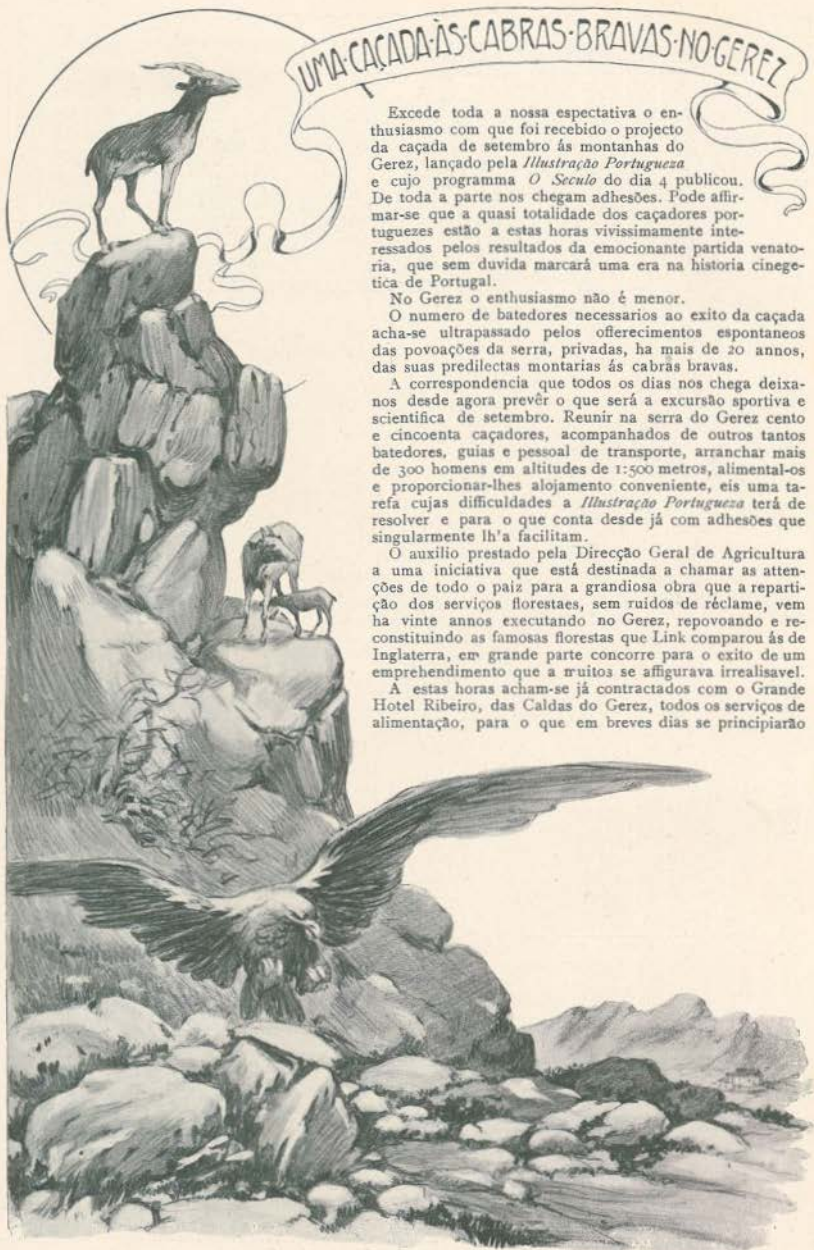 UMA·CAÇADA·ÀS·CABRAS·BRAVAS·NO·GEREZ
Excede toda a nossa espectativa o en-
thusiasmo com que foi recebido o projecto
da caçada de setembro ás montanhas do
Gerez, lançado pela Illustração Portugueza
e cujo programma O Seculo do dia 4 publicou.
De toda a parte nos chegam adhesões. Pode affir-
mar-se que a quasi totalidade dos caçadores por-
tuguezes estão a estas horas vivissimamente inte-
ressados pelos resultados da emocionante partida venato-
ria, que sem duvida marcará uma era na historia cinege-
tica de Portugal.
No Gerez o enthusiasmo não é menor.
O numero de batedores necessarios ao exito da caçada
acha-se ultrapassado pelos offerecimentos espontaneos
das povoações da serra, privadas, ha mais de 20 annos,
das suas predilectas montarias ás cabras bravas.
A correspondencia que todos os dias nos chega deixa-
nos desde agora prevêr o que será a excursão sportiva e
scientifica de setembro. Reunir na serra do Gerez cento
e cincoenta caçadores, acompanhados de outros tantos
batedores, guias e pessoal de transporte, arranchar mais
de 300 homens em altitudes de 1:500 metros, alimental-os
e proporcionar-lhes alojamento conveniente, eis uma ta-
refa cujas difficuldades a Illustração Portugueza terá de
resolver e para o que conta desde já com adhesões que
singularmente lh'a facilitam.
O auxilio prestado pela Direcção Geral de Agricultura
a uma iniciativa que está destinada a chamar as atten-
ções de todo o paiz para a grandiosa obra que a reparti-
ção dos serviços florestaes, sem ruidos de réclame, vem
ha vinte annos executando no Gerez, repovoando e re-
constituindo as famosas florestas que Link comparou ás de
Inglaterra, em grande parte concorre para o exito de um
emprehendimento que a muitos se affigurava irrealisavel.
A estas horas acham-se já contractados com o Grande
Hotel Ribeiro, das Caldas do Gerez, todos os serviços de
alimentação, para o que em breves dias se principiarão